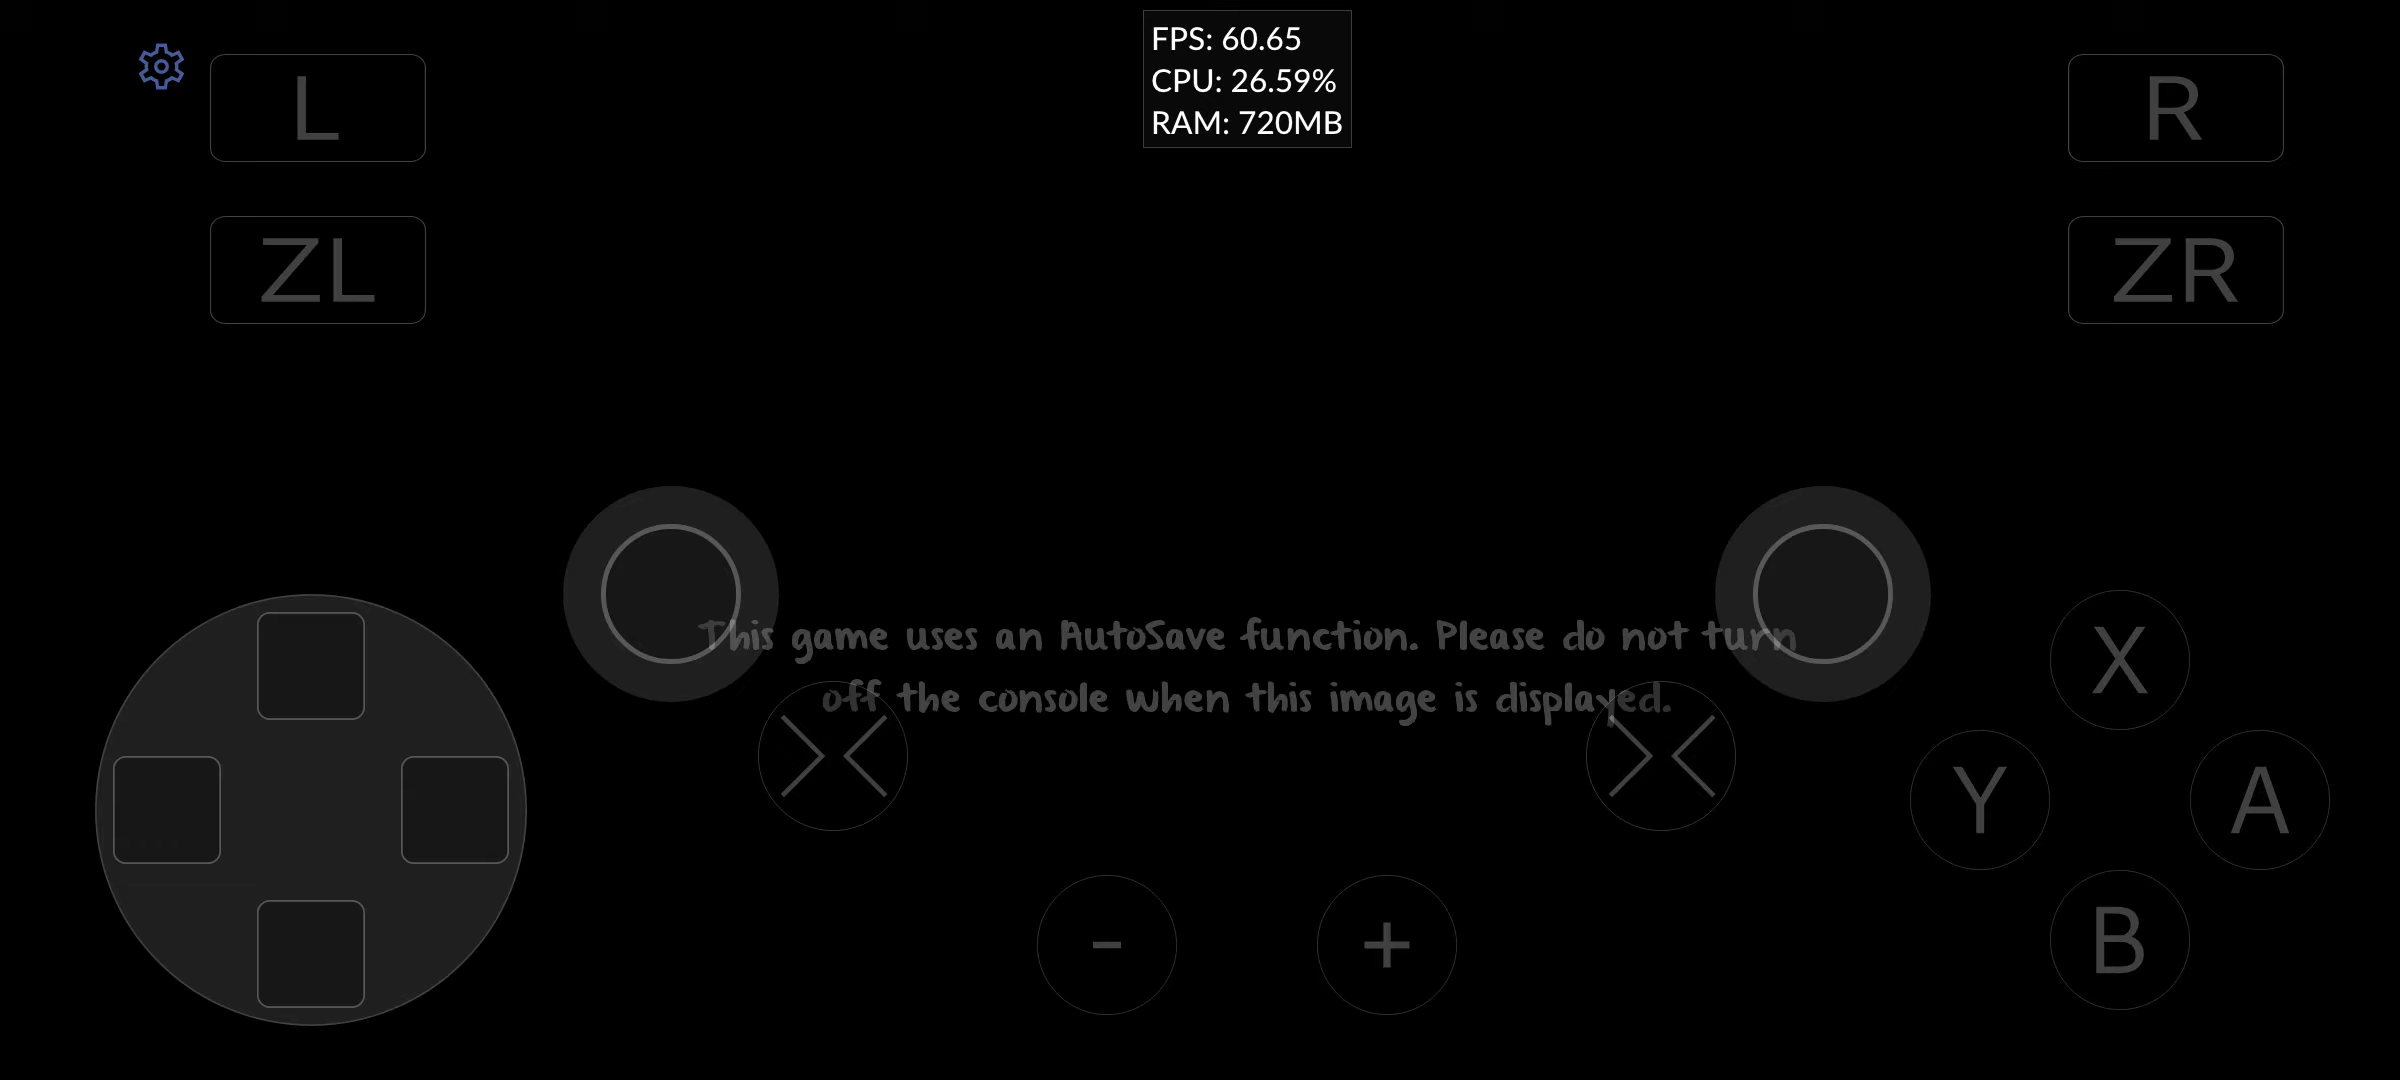 FPS: 60.65
CPU: 26.59%
RAM: 720MB
L
R
ZL
ZR
This game uses an AutoSave function. Please do not turn
off the console when this image is displayed.
X
Y
A
B
-
+